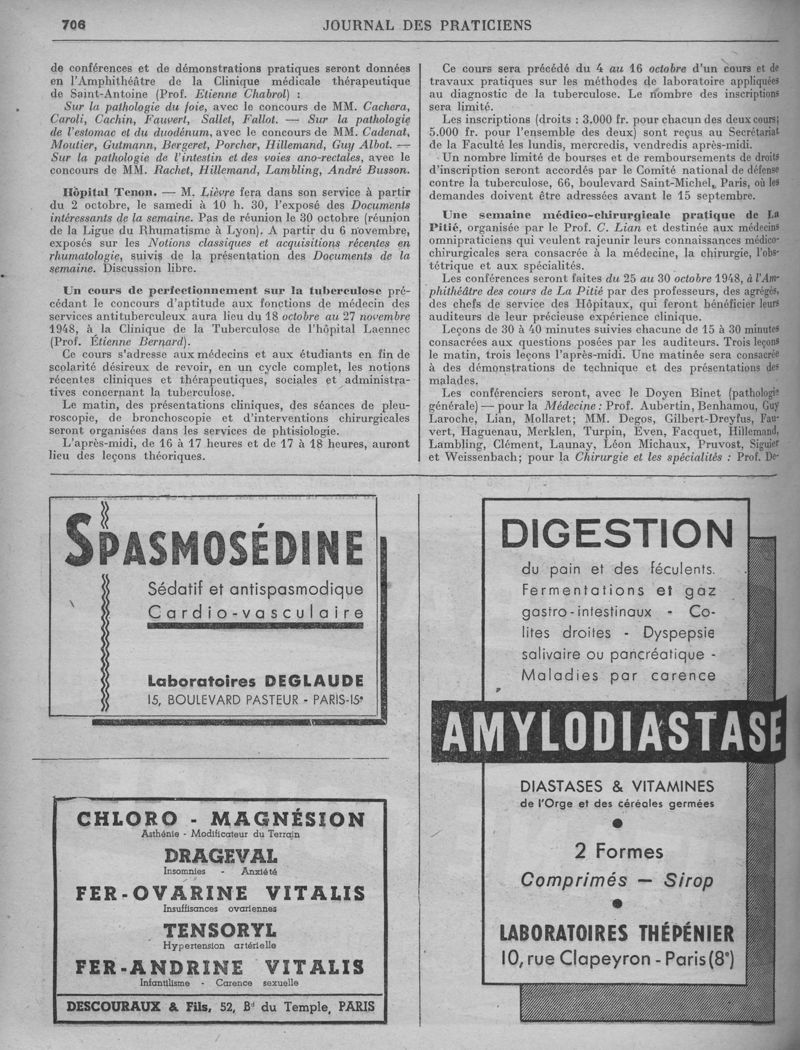 706
JOURNAL DES PRATICIENS
de conférences et de démonstrations pratiques seront données
en l'Amphithéâtre de la Clinique médicale thérapeutique
de Saint-Antoine (Prof. Etienne Chabrol) :
Sur la pathologie du foie, avec le concours de MM. Cachera,
Caroli, Cachin, Fauvert, Sallet, Fallot. — Sur la pathologie
de l'estomac et du duodénum, avec le concours de MM. Cadenat,
Moutier, Gutmann, Bergeret, Porcher, Hillemand, Guy Albot. —
Sur la pathologie de l'intestin et des voies ano-rectales, avec le
concours de MM. Rachet, Hillemand, Lambling, André Busson.
Hôpital Tenon. — M. Lièvre fera dans son service à partir
du 2 octobre, le samedi à 10 h. 30, l'exposé des Documents
intéressants de la semaine. Pas de réunion le 30 octobre (réunion
de la Ligue du Rhumatisme à Lyon). A partir du 6 novembre,
exposés sur les Notions classiques et acquisitions récentes en
rhumatologie, suivis de la présentation des Documents de la
semaine. Discussion libre.
Un cours de perfectionnement sur la tuberculose pré-
cédant le concours d'aptitude aux fonctions de médecin des
services antituberculeux aura lieu du 18 octobre au 27 novembre
1948, à la Clinique de la Tuberculose de l'hôpital Laennec
(Prof. Étienne Bernard).
Ce cours s'adresse aux médecins et aux étudiants en fin de
scolarité désireux de revoir, en un cycle complet, les notions
récentes cliniques et thérapeutiques, sociales et administra-
tives concernant la tuberculose.
Le matin, des présentations cliniques, des séances de pleu-
roscopie, de bronchoscopie et d'interventions chirurgicales
seront organisées dans les services de phtisiologie.
L'après-midi, de 16 à 17 heures et de 17 à 18 heures, auront
lieu des leçons théoriques.
Ce cours sera précédé du 4 au 16 octobre d'un cours et de
travaux pratiques sur les méthodes de laboratoire appliquées
au diagnostic de la tuberculose. Le nombre des inscriptions
sera limité.
Les inscriptions (droits : 3.000 fr. pour chacun des deux cours;
5.000 fr. pour l'ensemble des deux) sont reçus au Secrétariat
de la Faculté les lundis, mercredis, vendredis après-midi.
Un nombre limité de bourses et de remboursements de droits
d'inscription seront accordés par le Comité national de défense
contre la tuberculose, 66, boulevard Saint-Michel, Paris, où les
demandes doivent être adressées avant le 15 septembre.
Une semaine médico-chirurgicale pratique de La
Pitié, organisée par le Prof. C. Lian et destinée aux médecins
omnipraticiens qui veulent rajeunir leurs connaissances médico-
chirurgicales sera consacrée à la médecine, la chirurgie, l'obs-
tétrique et aux spécialités.
Les conférences seront faites du 25 au 30 octobre 1948, à l'Am-
phithéâtre des cours de La Pitié par des professeurs, des agrégés,
des chefs de service des Hôpitaux, qui feront bénéficier leurs
auditeurs de leur précieuse expérience clinique.
Leçons de 30 à 40 minutes suivies chacune de 15 à 30 minutes
consacrées aux questions posées par les auditeurs. Trois leçons
le matin, trois leçons l'après-midi. Une matinée sera consacrée
à des démonstrations de technique et des présentations des
malades.
Les conférenciers seront, avec le Doyen Binet (pathologie
générale) — pour la Médecine : Prof. Aubertin, Benhamou, Guy
Laroche, Lian, Mollaret; MM. Degos, Gilbert-Dreyfus, Fau-
vert, Haguenau, Merklen, Turpin, Even, Facquet, Hillemand,
Lambling, Clément, Launay, Léon Michaux, Pruvost, Siguier
et Weissenbach; pour la Chirurgie et les spécialités : Prof. De-
SPASMOSÉDINE
Sédatif et antispasmodique
Cardio-vasculaire
Laboratoires DEGLAUDE
15, BOULEVARD PASTEUR - PARIS-15e
CHLORO - MAGNÉSION
Asthénie - Modificateur du Terrain
DRAGEVAL
Insomnies - Anxiété
FER-OVARINE VITALIS
Insuffisances ovariennes
TENSORYL
Hypertension artérielle
FER-ANDRINE VITALIS
Infantilisme - Carence sexuelle
DESCOURAUX & Fils, 52, Bd du Temple, PARIS
DIGESTION
du pain et des féculents.
Fermentations et gaz
gastro-intestinaux - Co-
lites droites - Dyspepsie
salivaire ou pancréatique -
Maladies par carence
AMYLODIASTASE
DIASTASES & VITAMINES
de l'Orge et des céréales germées
2 Formes
Comprimés — Sirop
LABORATOIRES THÉPÉNIER
10, rue Clapeyron - Paris (8e)